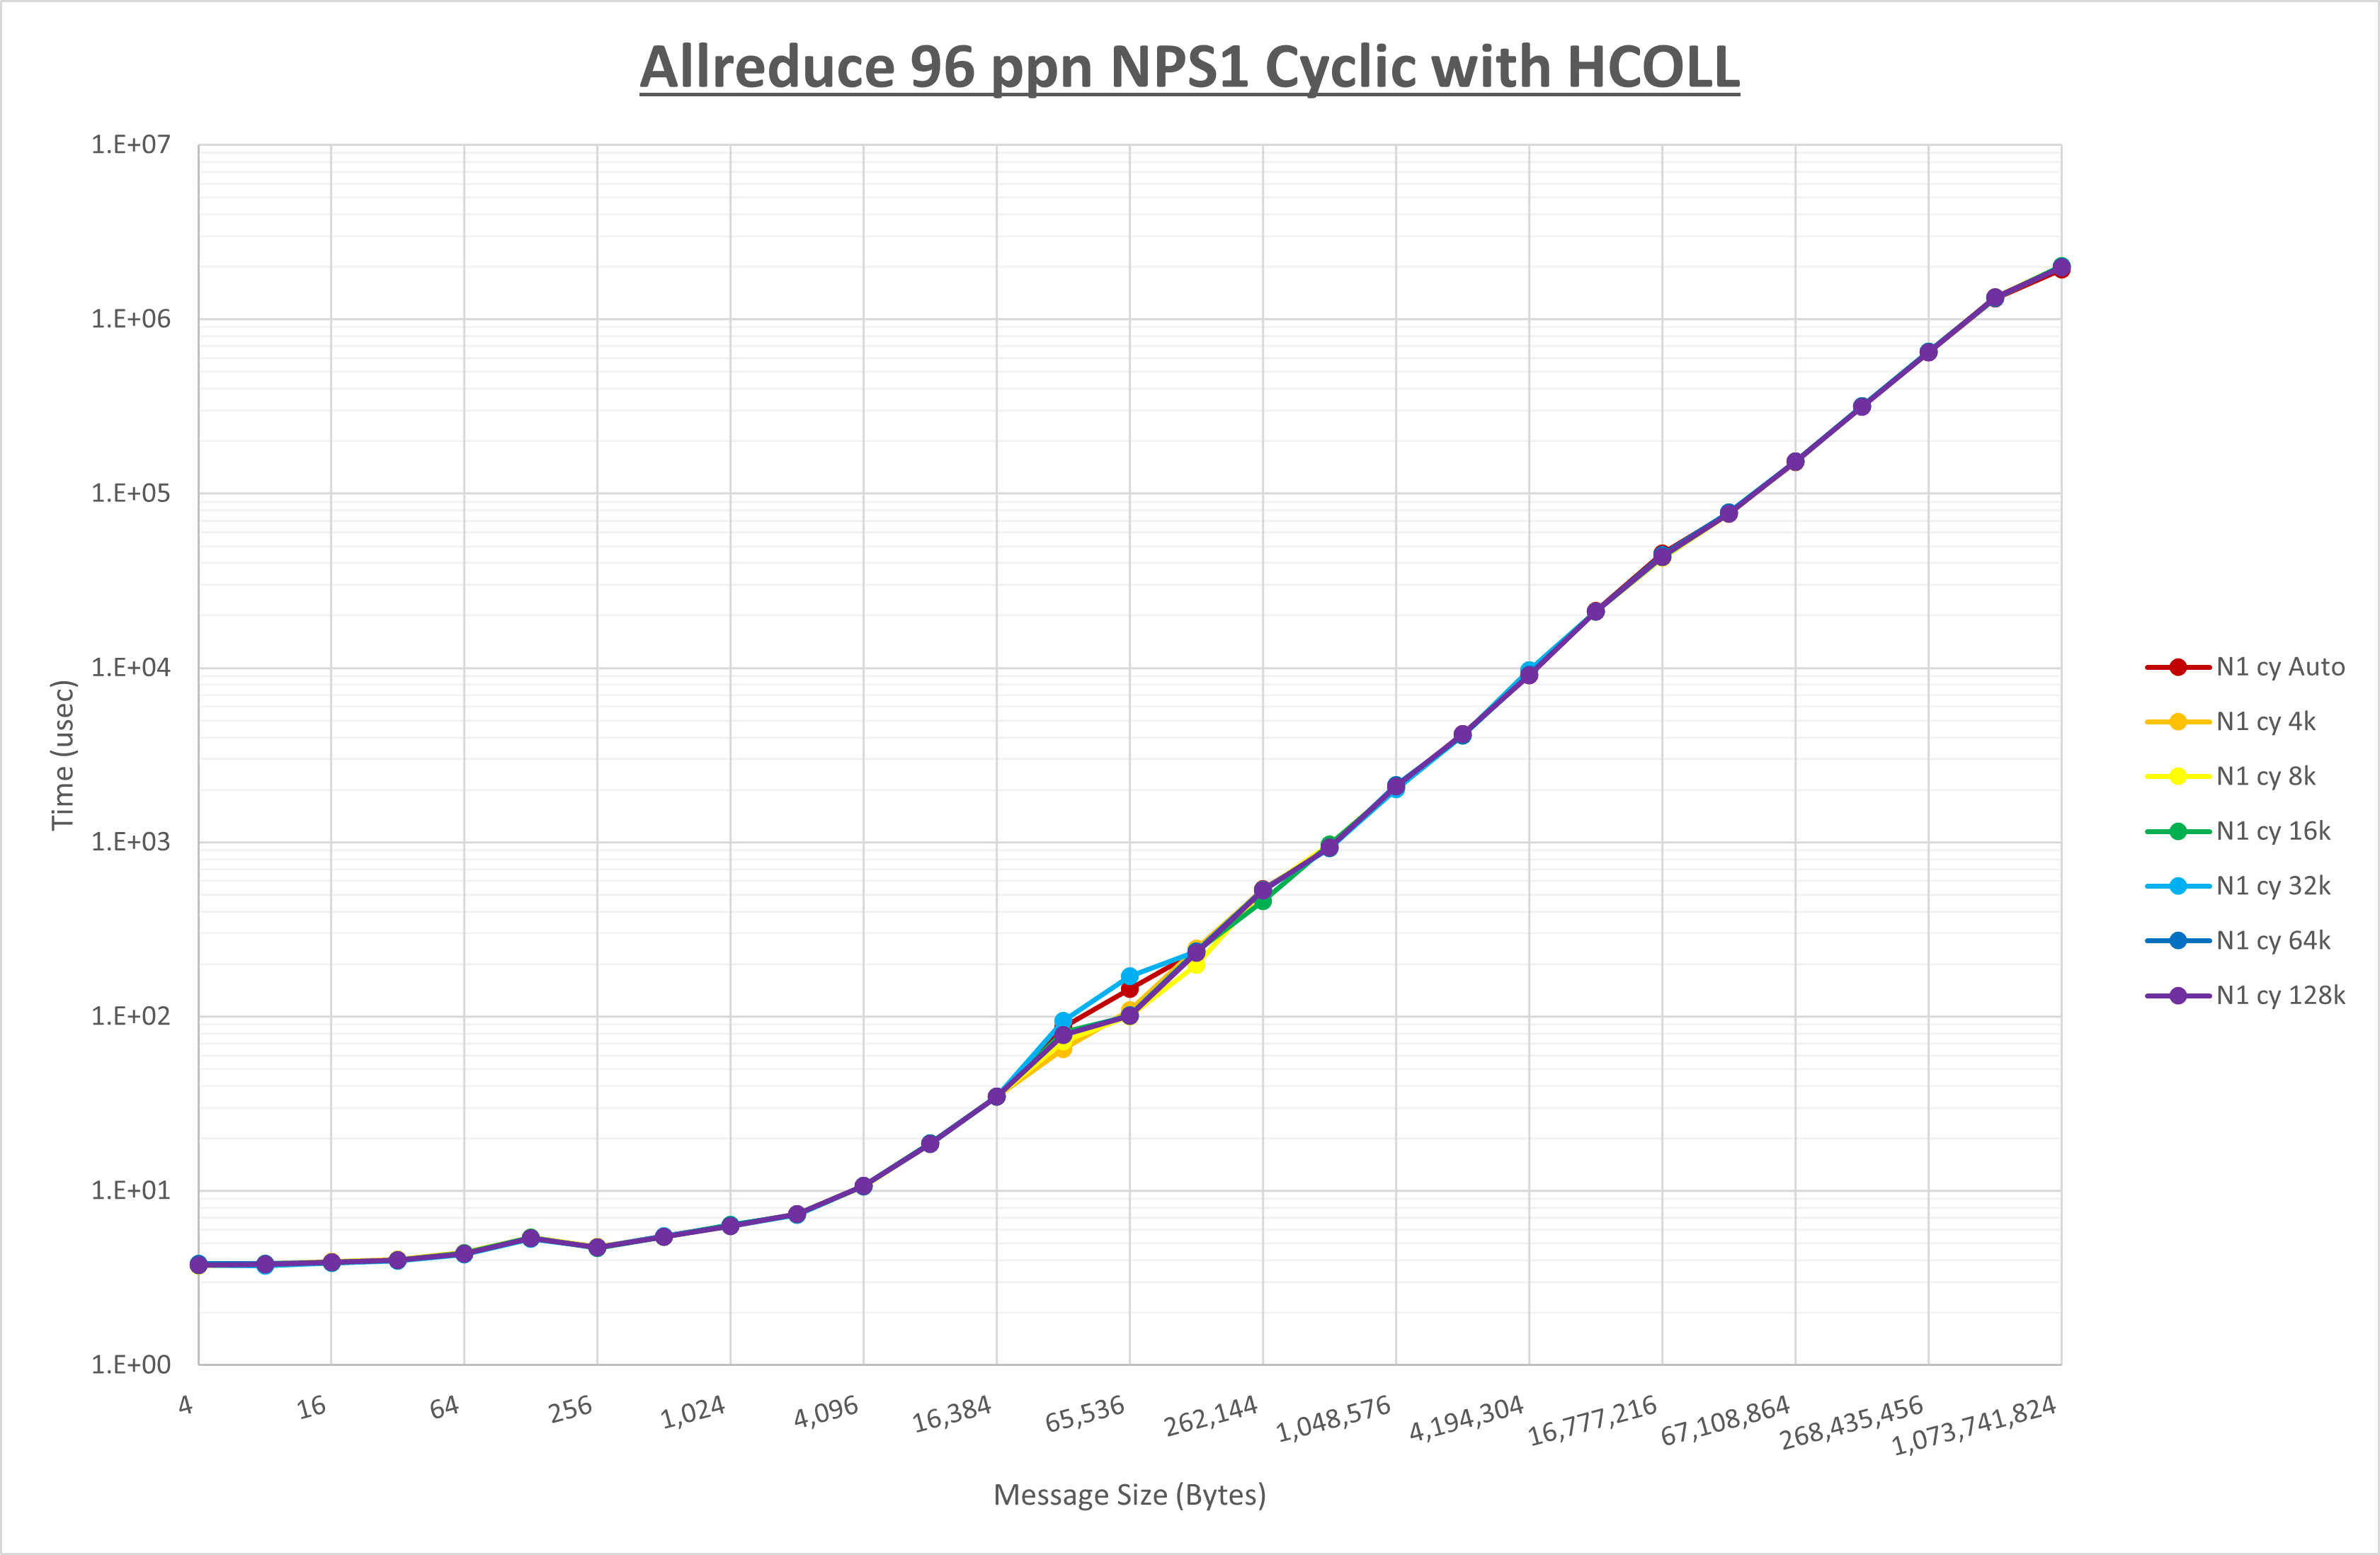 Allreduce 96 ppn NPS1 Cyclic with HCOLL
1.E+07
1.E+06
1.E+05
1.E+04
1.E+03
1.E+02
1.E+01
1.E+00
Time (usec)
4
16
64
256
1,024
4,096
16,384
65,536
262,144
1,048,576
4,194,304
16,777,216
67,108,864
268,435,456
1,073,741,824
Message Size (Bytes)
N1 cy Auto
N1 cy 4k
N1 cy 8k
N1 cy 16k
N1 cy 32k
N1 cy 64k
N1 cy 128k